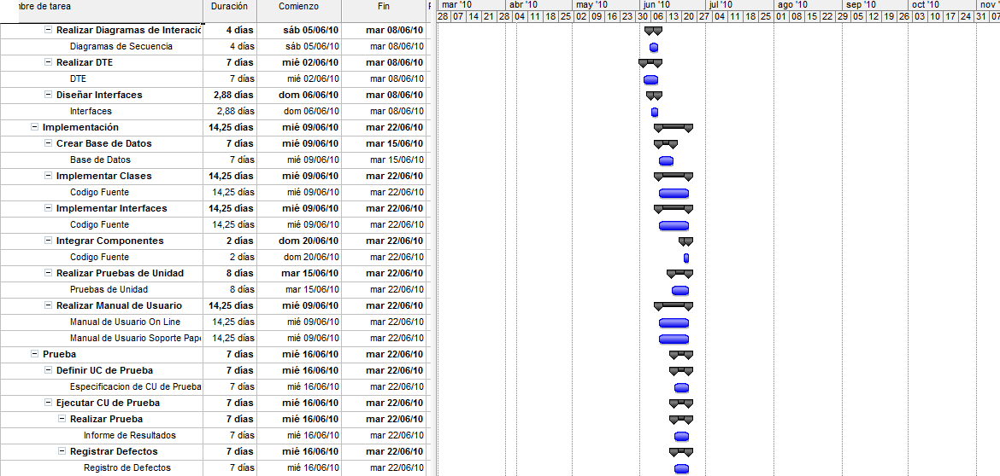 bre de tarea Duración Comienzo Fin mar '10 abr '10 may '10 jun '10 jul '10 ago '10 sep '10 oct '10 nov '
28 07 14 21 28 04 11 18 25 02 09 16 23 30 06 13 20 27 04 11 18 25 01 08 15 22 29 05 12 19 26 03 10 17 24 31 07
Realizar Diagramas de Interació 4 días sáb 05/06/10 mar 08/06/10
Diagramas de Secuencia 4 días sáb 05/06/10 mar 08/06/10
Realizar DTE 7 días mié 02/06/10 mar 08/06/10
DTE 7 días mié 02/06/10 mar 08/06/10
Diseñar Interfaces 2,88 días dom 06/06/10 mar 08/06/10
Interfaces 2,88 días dom 06/06/10 mar 08/06/10
Implementación 14,25 días mié 09/06/10 mar 22/06/10
Crear Base de Datos 7 días mié 09/06/10 mar 15/06/10
Base de Datos 7 días mié 09/06/10 mar 15/06/10
Implementar Clases 14,25 días mié 09/06/10 mar 22/06/10
Codigo Fuente 14,25 días mié 09/06/10 mar 22/06/10
Implementar Interfaces 14,25 días mié 09/06/10 mar 22/06/10
Codigo Fuente 14,25 días mié 09/06/10 mar 22/06/10
Integrar Componentes 2 días dom 20/06/10 mar 22/06/10
Codigo Fuente 2 días dom 20/06/10 mar 22/06/10
Realizar Pruebas de Unidad 8 días mar 15/06/10 mar 22/06/10
Pruebas de Unidad 8 días mar 15/06/10 mar 22/06/10
Realizar Manual de Usuario 14,25 días mié 09/06/10 mar 22/06/10
Manual de Usuario On Line 14,25 días mié 09/06/10 mar 22/06/10
Manual de Usuario Soporte Pape 14,25 días mié 09/06/10 mar 22/06/10
Prueba 7 días mié 16/06/10 mar 22/06/10
Definir UC de Prueba 7 días mié 16/06/10 mar 22/06/10
Especificacion de CU de Prueba 7 días mié 16/06/10 mar 22/06/10
Ejecutar CU de Prueba 7 días mié 16/06/10 mar 22/06/10
Realizar Prueba 7 días mié 16/06/10 mar 22/06/10
Informe de Resultados 7 días mié 16/06/10 mar 22/06/10
Registrar Defectos 7 días mié 16/06/10 mar 22/06/10
Registro de Defectos 7 días mié 16/06/10 mar 22/06/10